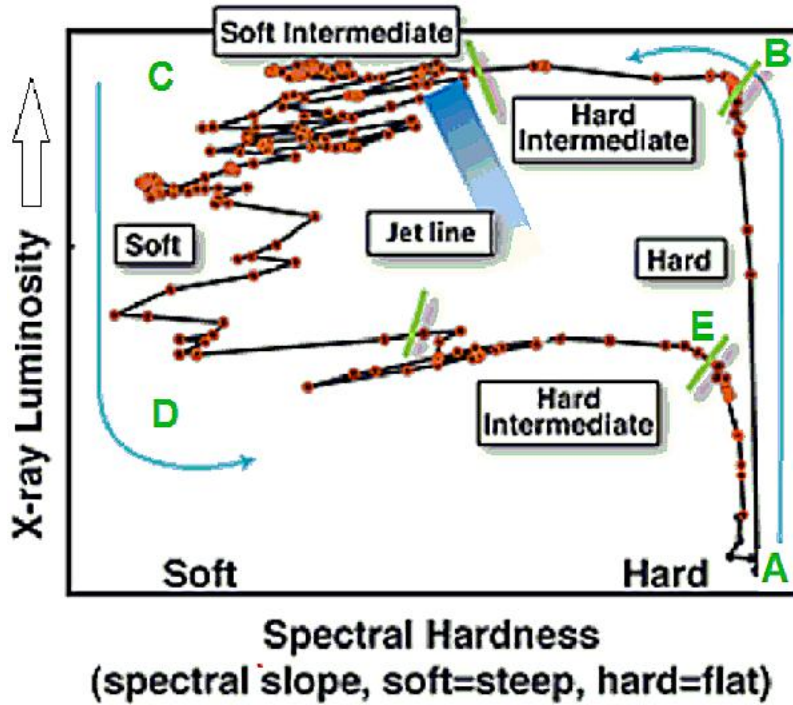 Soft Intermediate
B
C
Hard
Intermediate
Jet line
Soft
Hard
E
Hard
Intermediate
D
X-ray Luminosity
Soft
Hard
A
Spectral Hardness
(spectral slope, soft=steep, hard=flat)